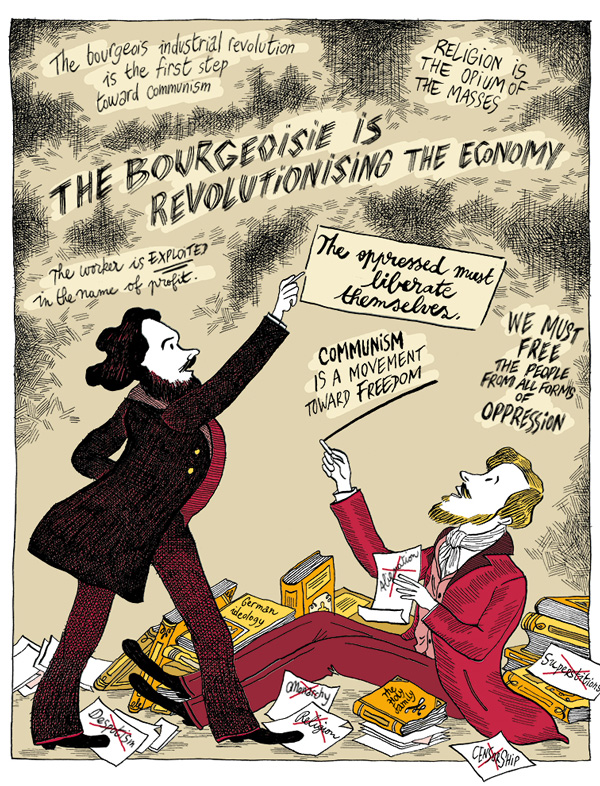 The bourgeois industrial revolution
is the first step
toward communism
RELIGION IS
THE OPIUM OF
THE MASSES
THE BOURGEOISIE IS
REVOLUTIONISING THE ECONOMY
The worker is EXPLOITED
in the name of profit.
The oppressed must
liberate
themselves.
COMMUNISM
IS A MOVEMENT
TOWARD FREEDOM
WE MUST
FREE
THE PEOPLE
FROM ALL FORMS
OF
OPPRESSION
Alienation
German
ideology
Superstitions
Monarchy
Religion
The Holy
Family
Despotism
CENSORSHIP